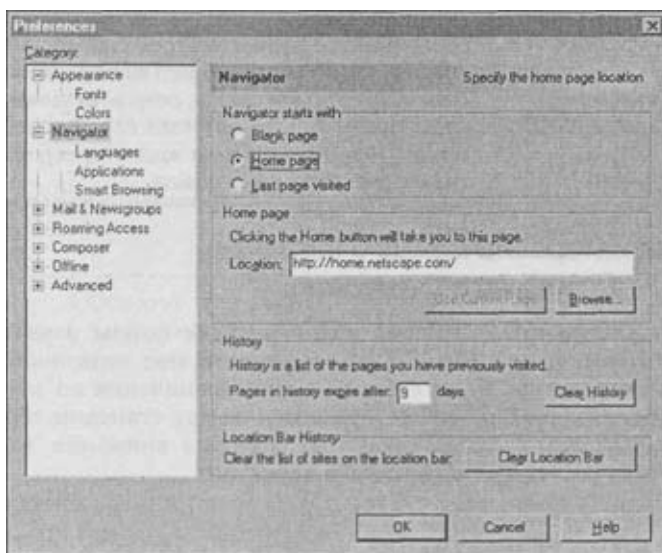 Preferences
Category:
Appearance
Fonts
Colors
Navigator
Languages
Applications
Smart Browsing
Mail & Newsgroups
Roaming Access
Composer
Offline
Advanced
Navigator Specify the home page location
Navigator starts with
Blank page
Home page
Last page visited
Home page
Clicking the Home button will take you to this page.
Location: http://home.netscape.com/
Use Current Page Browse...
History
History is a list of the pages you have previously visited.
Pages in history expire after: 9 days Clear History
Location Bar History
Clear the list of sites on the location bar: Clear Location Bar
OK Cancel Help